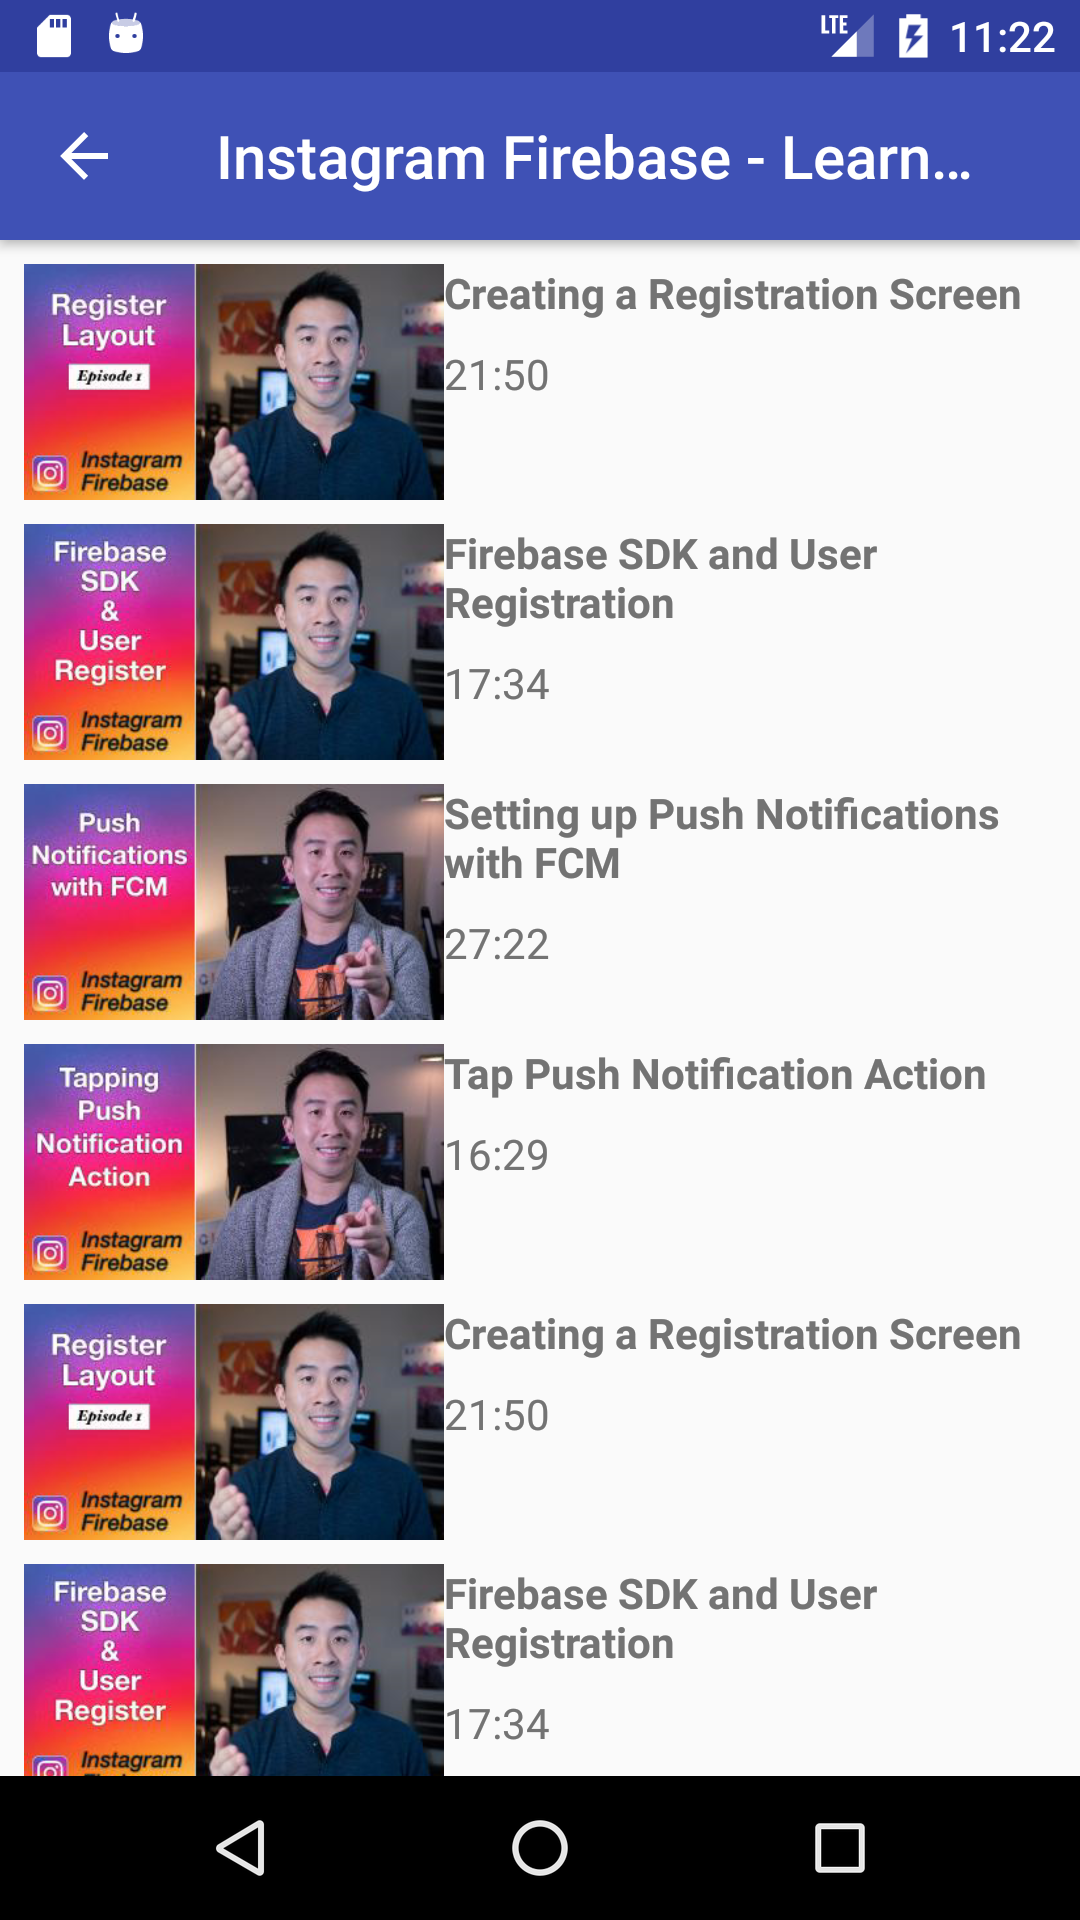 LTE 11:22
Instagram Firebase - Learn...
Register
Layout
Episode 1
Instagram
Firebase
Creating a Registration Screen
21:50
Firebase
SDK
&
User
Register
Instagram
Firebase
Firebase SDK and User
Registration
17:34
Push
Notifications
with FCM
Instagram
Firebase
Setting up Push Notifications
with FCM
27:22
Tapping
Push
Notification
Action
Instagram
Firebase
Tap Push Notification Action
16:29
Register
Layout
Episode 1
Instagram
Firebase
Creating a Registration Screen
21:50
Firebase
SDK
&
User
Register
Instagram
Firebase SDK and User
Registration
17:34